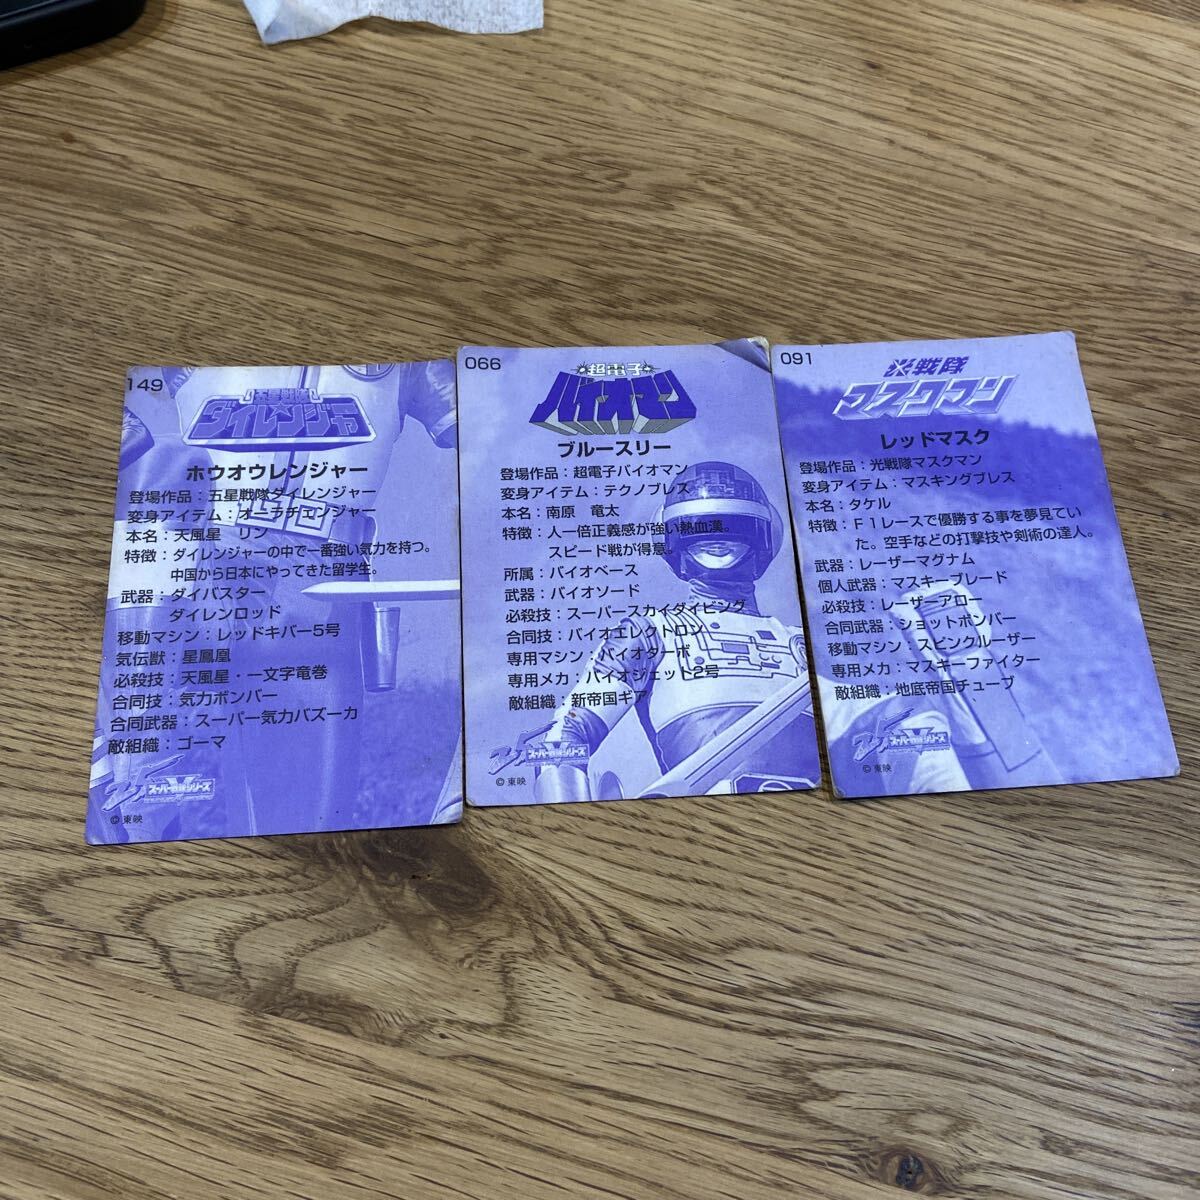 149
五星戦隊
ダイレンジャー
ホウオウレンジャー
登場作品：五星戦隊ダイレンジャー
変身アイテム：オーラチェンジャー
本名：天風星　リン
特徴：ダイレンジャーの中で一番強い気力を持つ。
中国から日本にやってきた留学生。
武器：ダイバスター
ダイレンロッド
移動マシン：レッドキバー5号
気伝獣：星鳳凰
必殺技：天風星・一文字竜巻
合同技：気力ボンバー
合同武器：スーパー気力バズーカ
敵組織：ゴーマ
スーパー戦隊シリーズ
©東映
066
超電子
バイオマン
ブルースリー
登場作品：超電子バイオマン
変身アイテム：テクノブレス
本名：南原　竜太
特徴：人一倍正義感が強い熱血漢。
スピード戦が得意。
所属：バイオベース
武器：バイオソード
必殺技：スーパースカイダイビング
合同技：バイオエレクトロン
専用マシン：バイオターボ
専用メカ：バイオジェット2号
敵組織：新帝国ギア
スーパー戦隊シリーズ
©東映
091
光戦隊
マスクマン
レッドマスク
登場作品：光戦隊マスクマン
変身アイテム：マスキングブレス
本名：タケル
特徴：F1レースで優勝する事を夢見てい
た。空手などの打撃技や剣術の達人。
武器：レーザーマグナム
個人武器：マスキーブレード
必殺技：レーザーアロー
合同武器：ショットボンバー
移動マシン：スピンクルーザー
専用メカ：マスキーファイター
敵組織：地底帝国チューブ
スーパー戦隊シリーズ
©東映